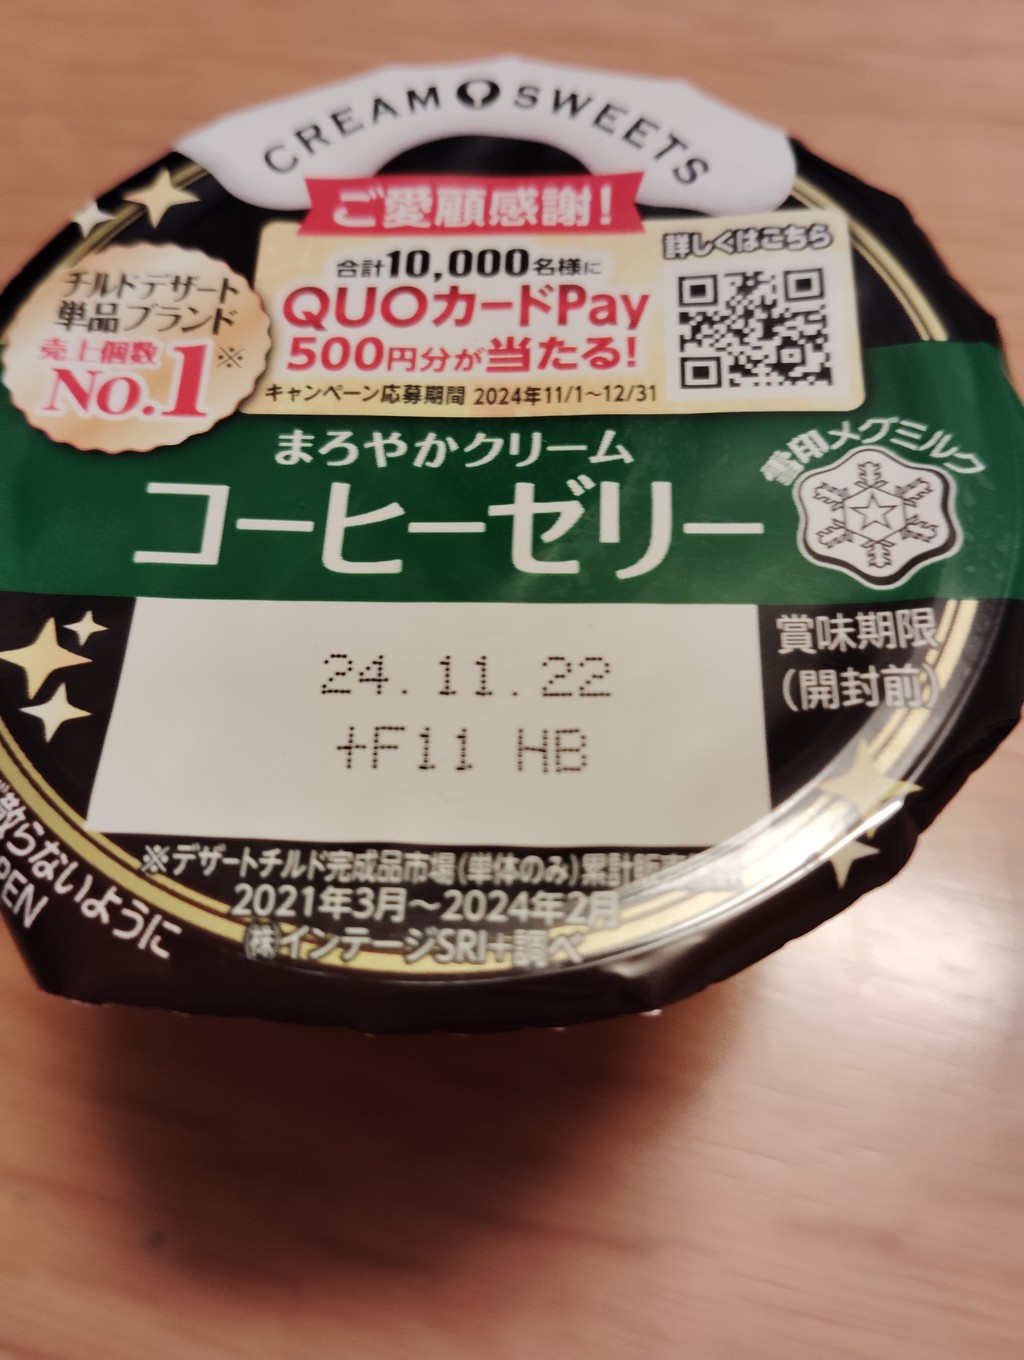 CREAM SWEETS
ご愛顧感謝!
合計10,000名様に
QUOカードPay
500円分が当たる!
キャンペーン応募期間 2024年11/1～12/31
詳しくはこちら
チルドデザート
単品ブランド
売上個数
No.1※
まろやかクリーム
コーヒーゼリー
雪印メグミルク
24.11.22
+F11 HB
賞味期限
(開封前)
※デザートチルド完成品市場(単体のみ)累計販売
2021年3月～2024年2月
㈱インテージSRI+調べ
散らないように
PEN